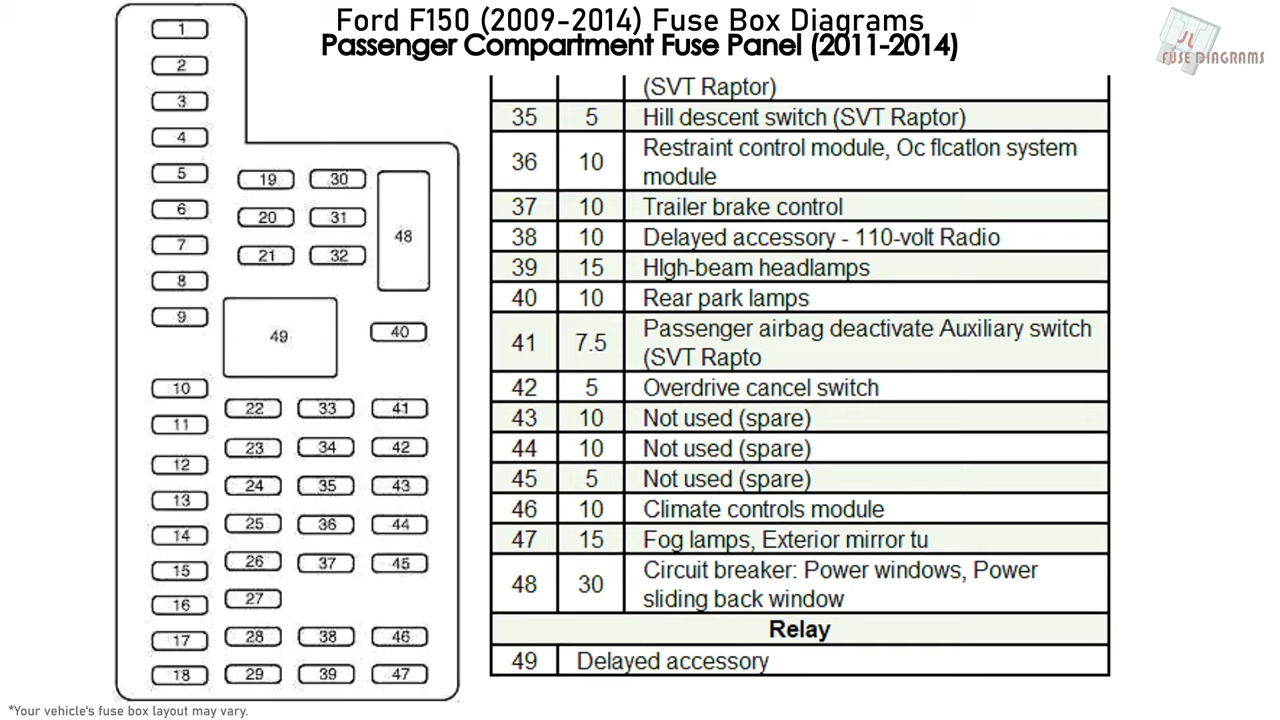 Ford F150 (2009-2014) Fuse Box Diagrams
Passenger Compartment Fuse Panel (2011-2014)
JL
FUSE DIAGRAMS
1
2
3
4
5
6
7
8
9
10
11
12
13
14
15
16
17
18
19 30
20 31
21 32
48
49
40
22 33 41
23 34 42
24 35 43
25 36 44
26 37 45
27
28 38 46
29 39 47
(SVT Raptor)
35 5 Hill descent switch (SVT Raptor)
36 10 Restraint control module, Oc flcatlon system
module
37 10 Trailer brake control
38 10 Delayed accessory - 110-volt Radio
39 15 HIgh-beam headlamps
40 10 Rear park lamps
41 7.5 Passenger airbag deactivate Auxiliary switch
(SVT Rapto
42 5 Overdrive cancel switch
43 10 Not used (spare)
44 10 Not used (spare)
45 5 Not used (spare)
46 10 Climate controls module
47 15 Fog lamps, Exterior mirror tu
48 30 Circuit breaker: Power windows, Power
sliding back window
Relay
49 Delayed accessory
*Your vehicle's fuse box layout may vary.